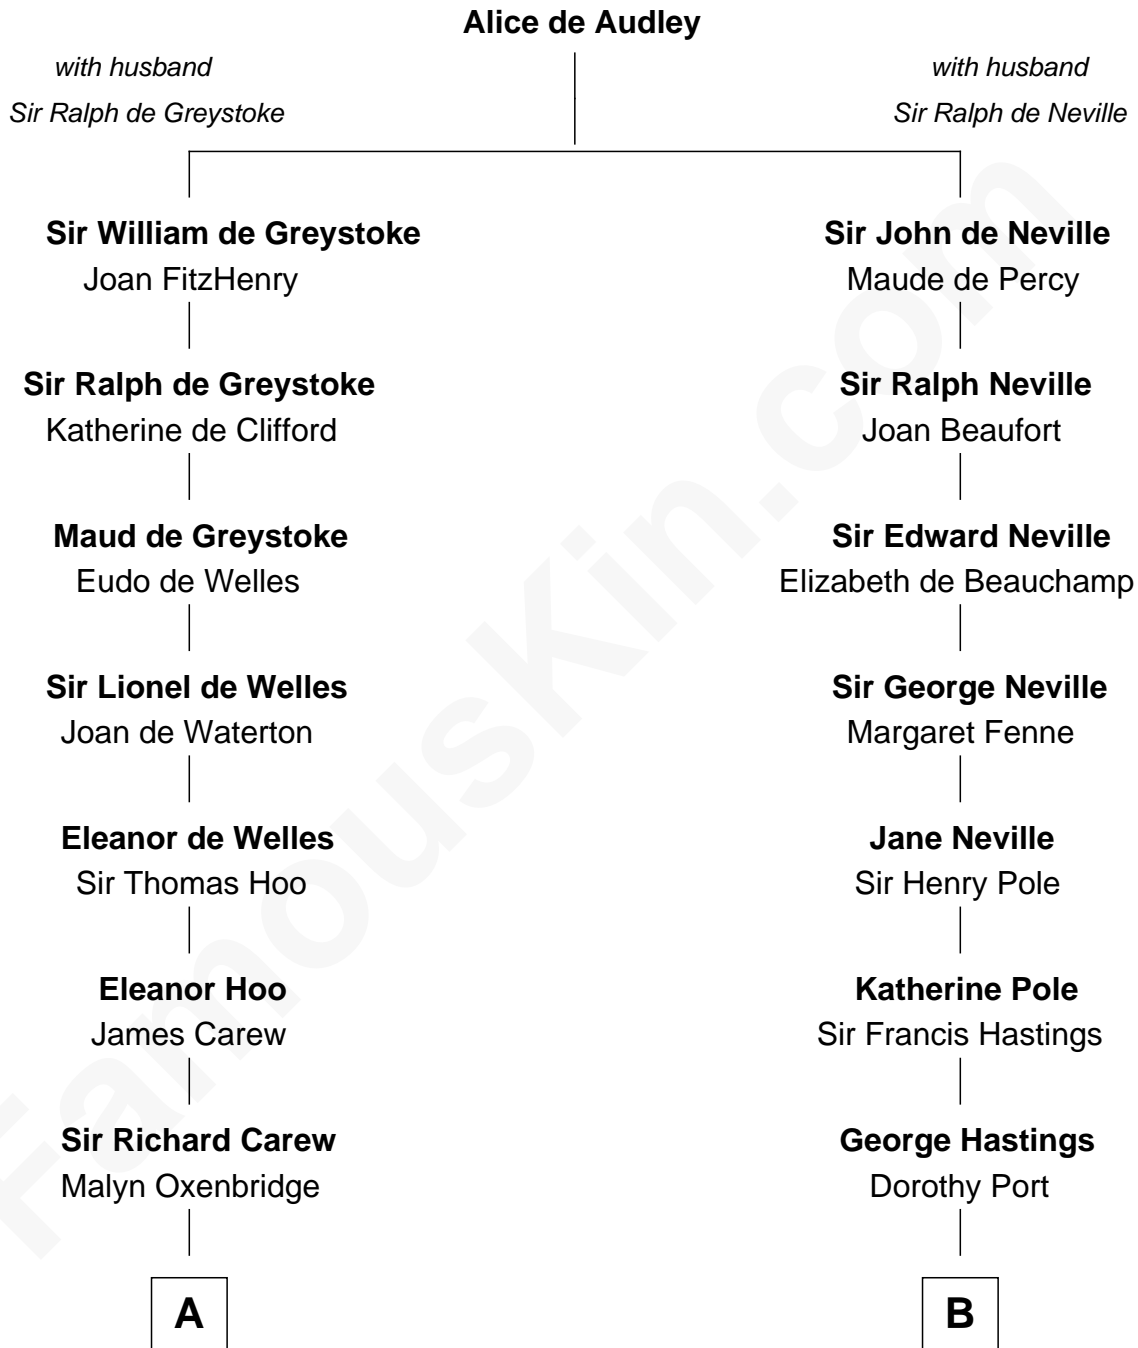 Alice de Audley
with husband
Sir Ralph de Greystoke
with husband
Sir Ralph de Neville
Sir William de Greystoke
Joan FitzHenry
Sir John de Neville
Maude de Percy
Sir Ralph de Greystoke
Katherine de Clifford
Sir Ralph Neville
Joan Beaufort
Maud de Greystoke
Eudo de Welles
Sir Edward Neville
Elizabeth de Beauchamp
Sir Lionel de Welles
Joan de Waterton
Sir George Neville
Margaret Fenne
Eleanor de Welles
Sir Thomas Hoo
Jane Neville
Sir Henry Pole
Eleanor Hoo
James Carew
Katherine Pole
Sir Francis Hastings
Sir Richard Carew
Malyn Oxenbridge
George Hastings
Dorothy Port
A
B
FamousKin.com